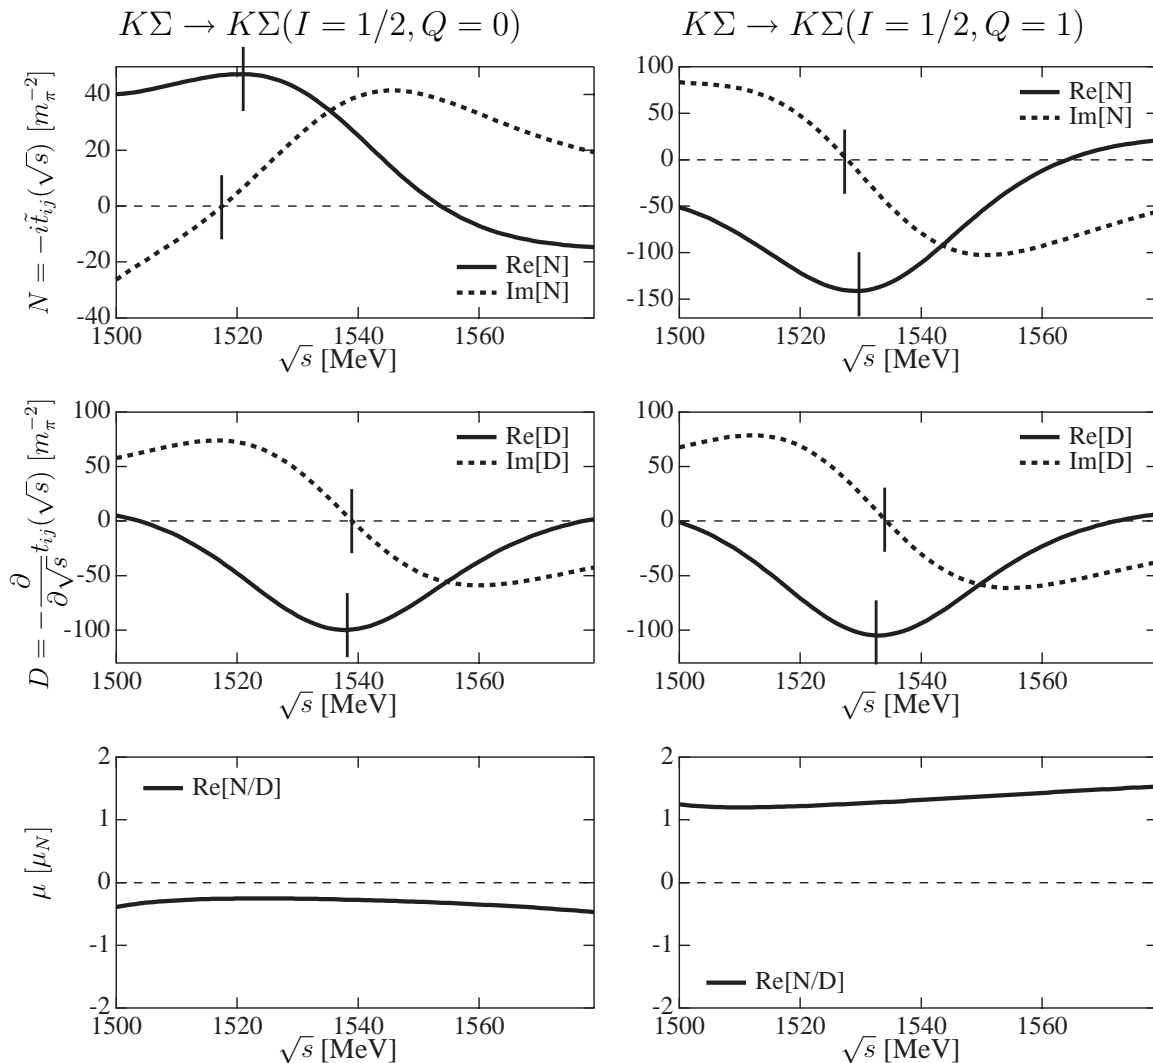 KΣ → KΣ(I = 1/2, Q = 0)
KΣ → KΣ(I = 1/2, Q = 1)
N = −it̃_{ij}(√s) [m_π^{−2}]
40
20
0
-20
-40
Re[N]
Im[N]
1500 1520 1540 1560
√s [MeV]
100
50
0
-50
-100
-150
Re[N]
Im[N]
1500 1520 1540 1560
√s [MeV]
D = −∂/∂√s t_{ij}(√s) [m_π^{−2}]
100
50
0
-50
-100
Re[D]
Im[D]
1500 1520 1540 1560
√s [MeV]
100
50
0
-50
-100
Re[D]
Im[D]
1500 1520 1540 1560
√s [MeV]
μ [μ_N]
2
1
0
-1
-2
Re[N/D]
1500 1520 1540 1560
√s [MeV]
2
1
0
-1
-2
Re[N/D]
1500 1520 1540 1560
√s [MeV]